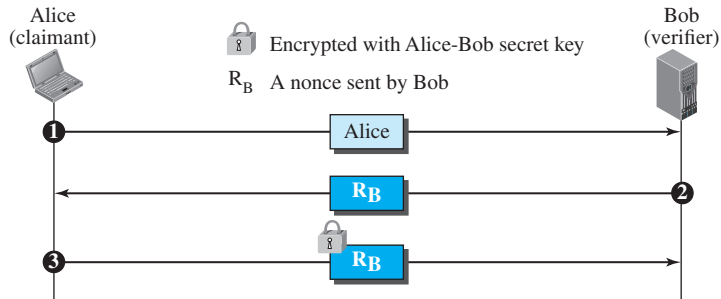 Alice
(claimant)
Bob
(verifier)
Encrypted with Alice-Bob secret key
R_B A nonce sent by Bob
1 Alice
R_B 2
3 R_B